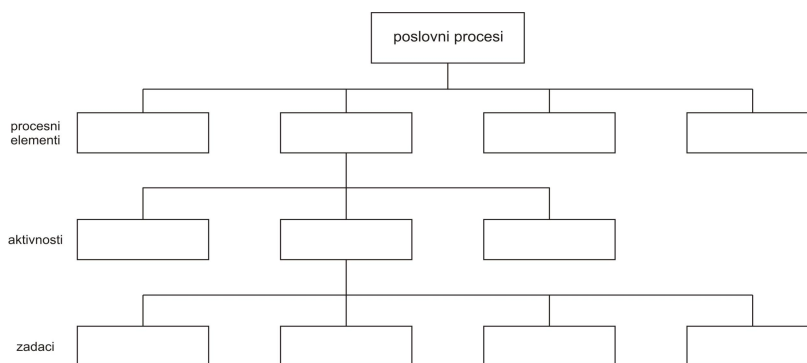 poslovni procesi
procesni
elementi
aktivnosti
zadaci